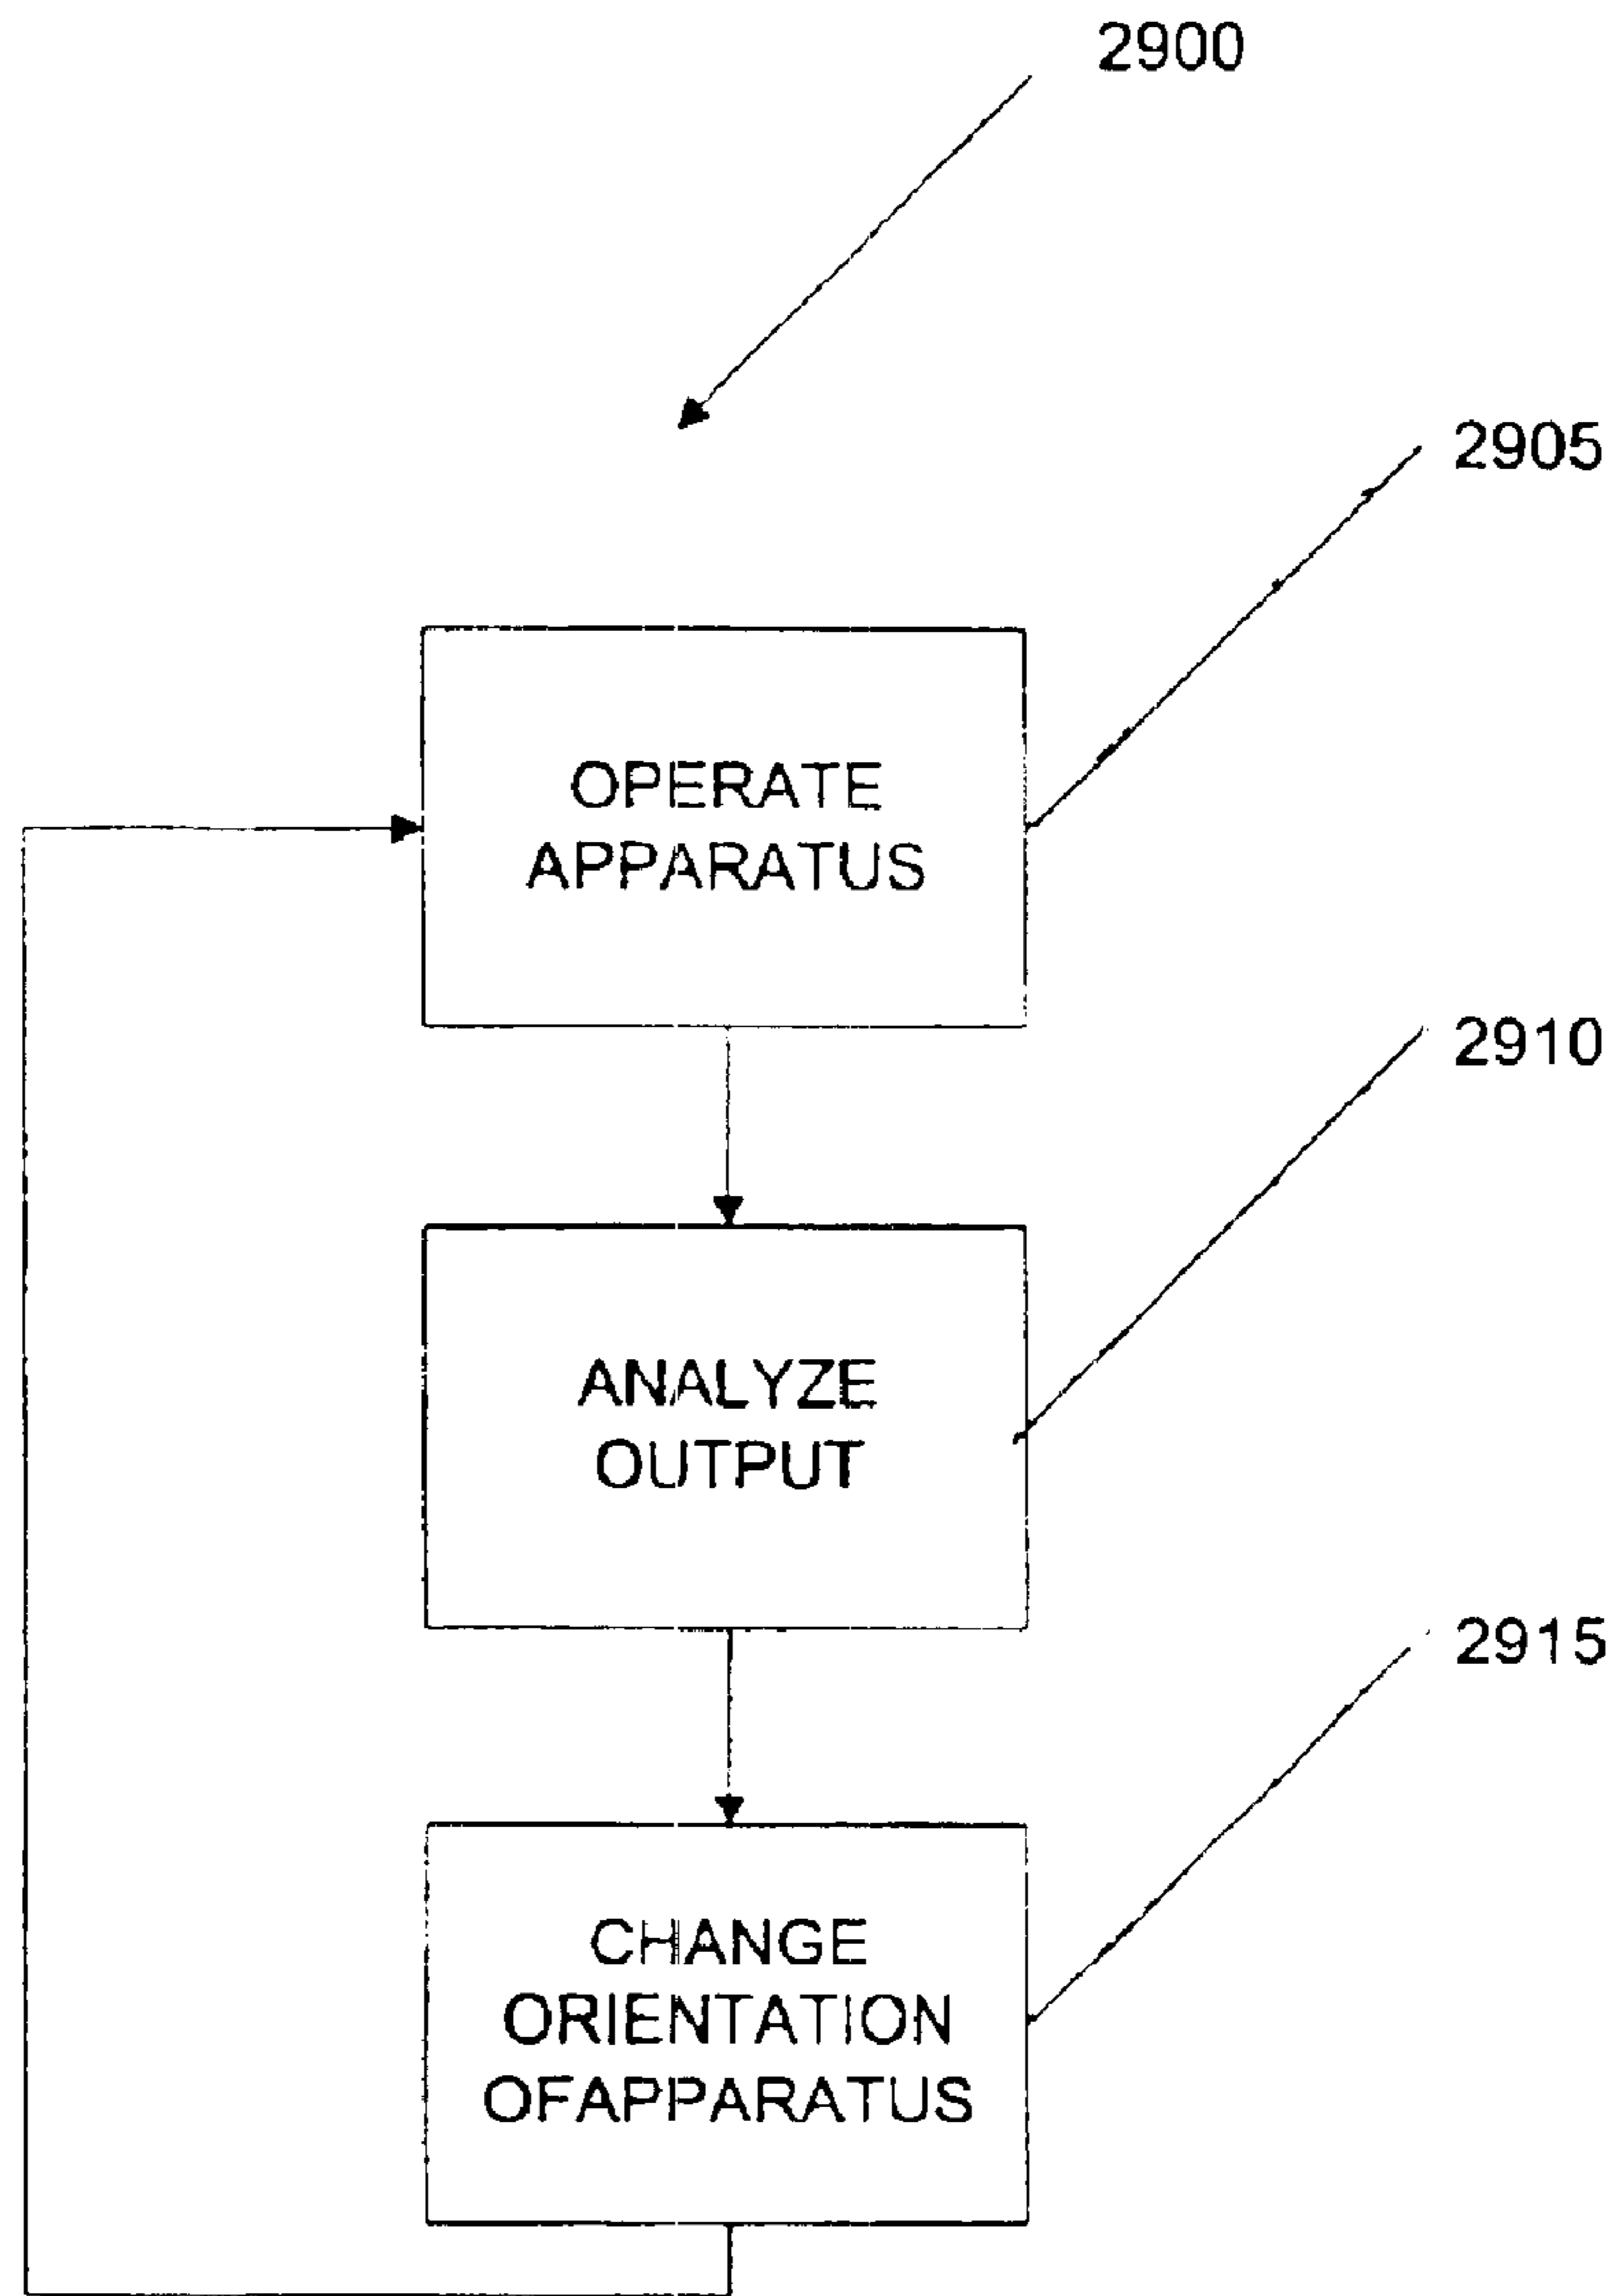 2900
2905
OPERATE
APPARATUS
2910
ANALYZE
OUTPUT
2915
CHANGE
ORIENTATION
OFAPPARATUS